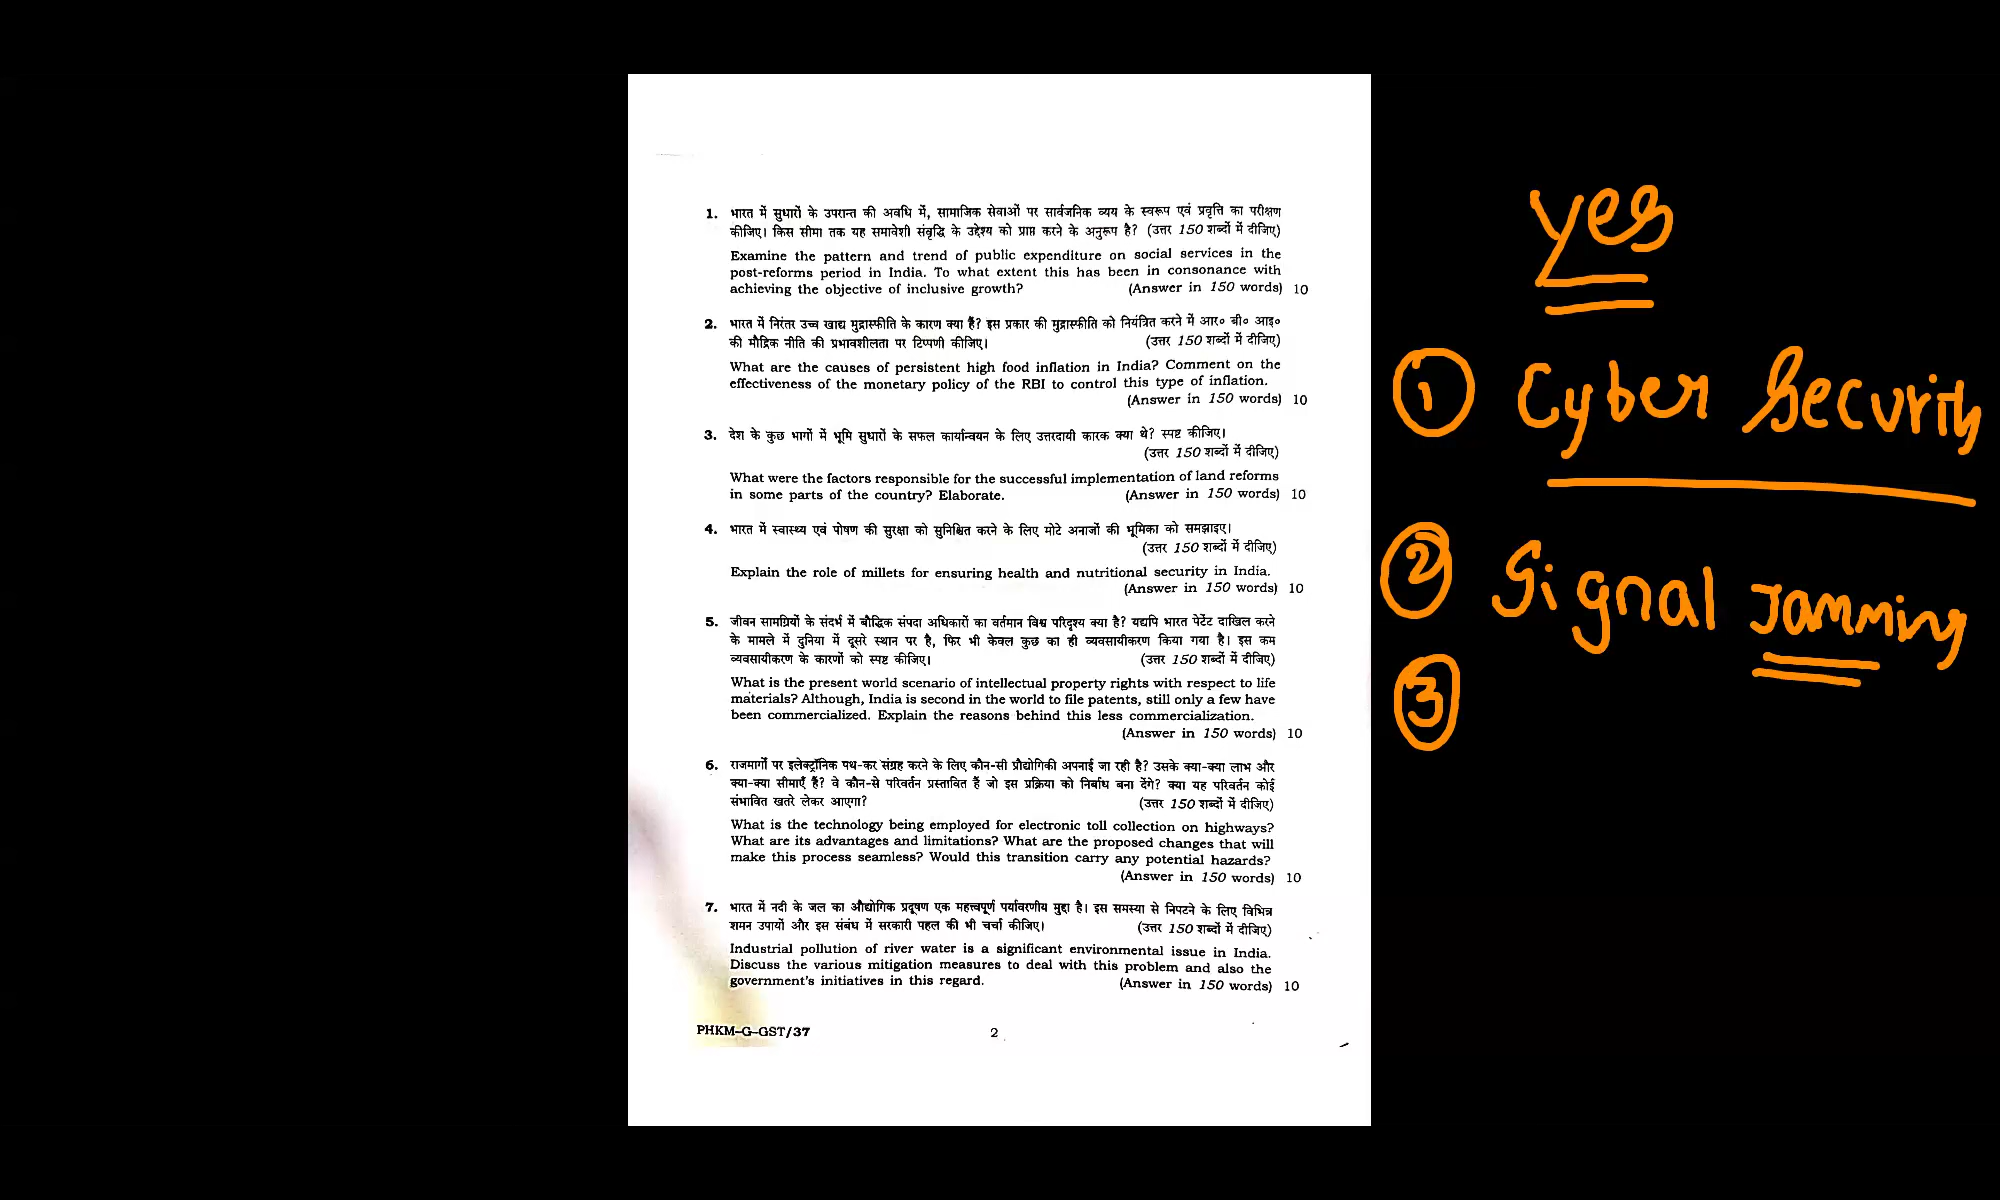 1. भारत में सुधारों के उपरान्त की अवधि में, सामाजिक सेवाओं पर सार्वजनिक व्यय के स्वरूप एवं प्रवृत्ति का परीक्षण
कीजिए। किस सीमा तक यह समावेशी संवृद्धि के उद्देश्य को प्राप्त करने के अनुरूप है? (उत्तर 150 शब्दों में दीजिए)
Examine the pattern and trend of public expenditure on social services in the
post-reforms period in India. To what extent this has been in consonance with
achieving the objective of inclusive growth? (Answer in 150 words) 10
2. भारत में निरंतर उच्च खाद्य मुद्रास्फीति के कारण क्या हैं? इस प्रकार की मुद्रास्फीति को नियंत्रित करने में आर० बी० आइ०
की मौद्रिक नीति की प्रभावशीलता पर टिप्पणी कीजिए। (उत्तर 150 शब्दों में दीजिए)
What are the causes of persistent high food inflation in India? Comment on the
effectiveness of the monetary policy of the RBI to control this type of inflation.
(Answer in 150 words) 10
3. देश के कुछ भागों में भूमि सुधारों के सफल कार्यान्वयन के लिए उत्तरदायी कारक क्या थे? स्पष्ट कीजिए।
(उत्तर 150 शब्दों में दीजिए)
What were the factors responsible for the successful implementation of land reforms
in some parts of the country? Elaborate. (Answer in 150 words) 10
4. भारत में स्वास्थ्य एवं पोषण की सुरक्षा को सुनिश्चित करने के लिए मोटे अनाजों की भूमिका को समझाइए।
(उत्तर 150 शब्दों में दीजिए)
Explain the role of millets for ensuring health and nutritional security in India.
(Answer in 150 words) 10
5. जीवन सामग्रियों के संदर्भ में बौद्धिक संपदा अधिकारों का वर्तमान विश्व परिदृश्य क्या है? यद्यपि भारत पेटेंट दाखिल करने
के मामले में दुनिया में दूसरे स्थान पर है, फिर भी केवल कुछ का ही व्यवसायीकरण किया गया है। इस कम
व्यवसायीकरण के कारणों को स्पष्ट कीजिए। (उत्तर 150 शब्दों में दीजिए)
What is the present world scenario of intellectual property rights with respect to life
materials? Although, India is second in the world to file patents, still only a few have
been commercialized. Explain the reasons behind this less commercialization.
(Answer in 150 words) 10
6. राजमार्गों पर इलेक्ट्रॉनिक पथ-कर संग्रह करने के लिए कौन-सी प्रौद्योगिकी अपनाई जा रही है? उसके क्या-क्या लाभ और
क्या-क्या सीमाएँ हैं? वे कौन-से परिवर्तन प्रस्तावित हैं जो इस प्रक्रिया को निर्बाध बना देंगे? क्या यह परिवर्तन कोई
संभावित खतरे लेकर आएगा? (उत्तर 150 शब्दों में दीजिए)
What is the technology being employed for electronic toll collection on highways?
What are its advantages and limitations? What are the proposed changes that will
make this process seamless? Would this transition carry any potential hazards?
(Answer in 150 words) 10
7. भारत में नदी के जल का औद्योगिक प्रदूषण एक महत्त्वपूर्ण पर्यावरणीय मुद्दा है। इस समस्या से निपटने के लिए विभिन्न
शमन उपायों और इस संबंध में सरकारी पहल की भी चर्चा कीजिए। (उत्तर 150 शब्दों में दीजिए)
Industrial pollution of river water is a significant environmental issue in India.
Discuss the various mitigation measures to deal with this problem and also the
government's initiatives in this regard. (Answer in 150 words) 10
PHKM-G-GST/37 2
Yes
1 Cyber Security
2 Signal Jamming
3